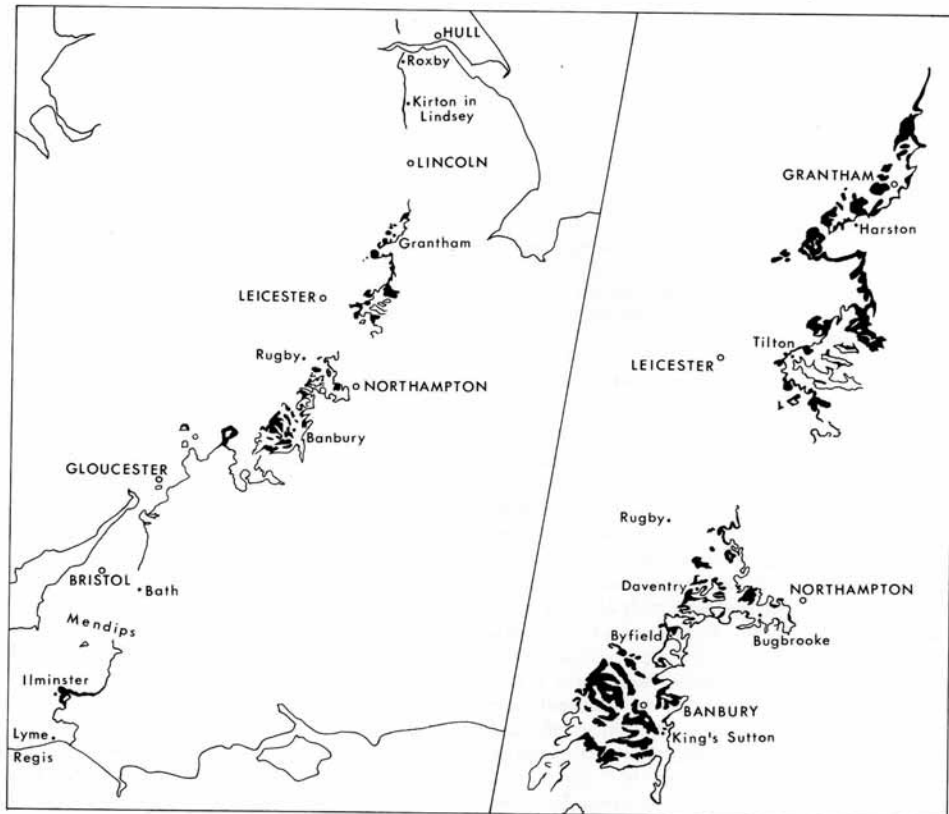 HULL
Roxby
Kirton in
Lindsey
LINCOLN
Grantham
LEICESTER
Rugby
NORTHAMPTON
Banbury
GLOUCESTER
BRISTOL
Bath
Mendips
Ilminster
Lyme
Regis
GRANTHAM
Harston
Tilton
LEICESTER
Rugby
Daventry
NORTHAMPTON
Byfield
Bugbrooke
BANBURY
King's Sutton